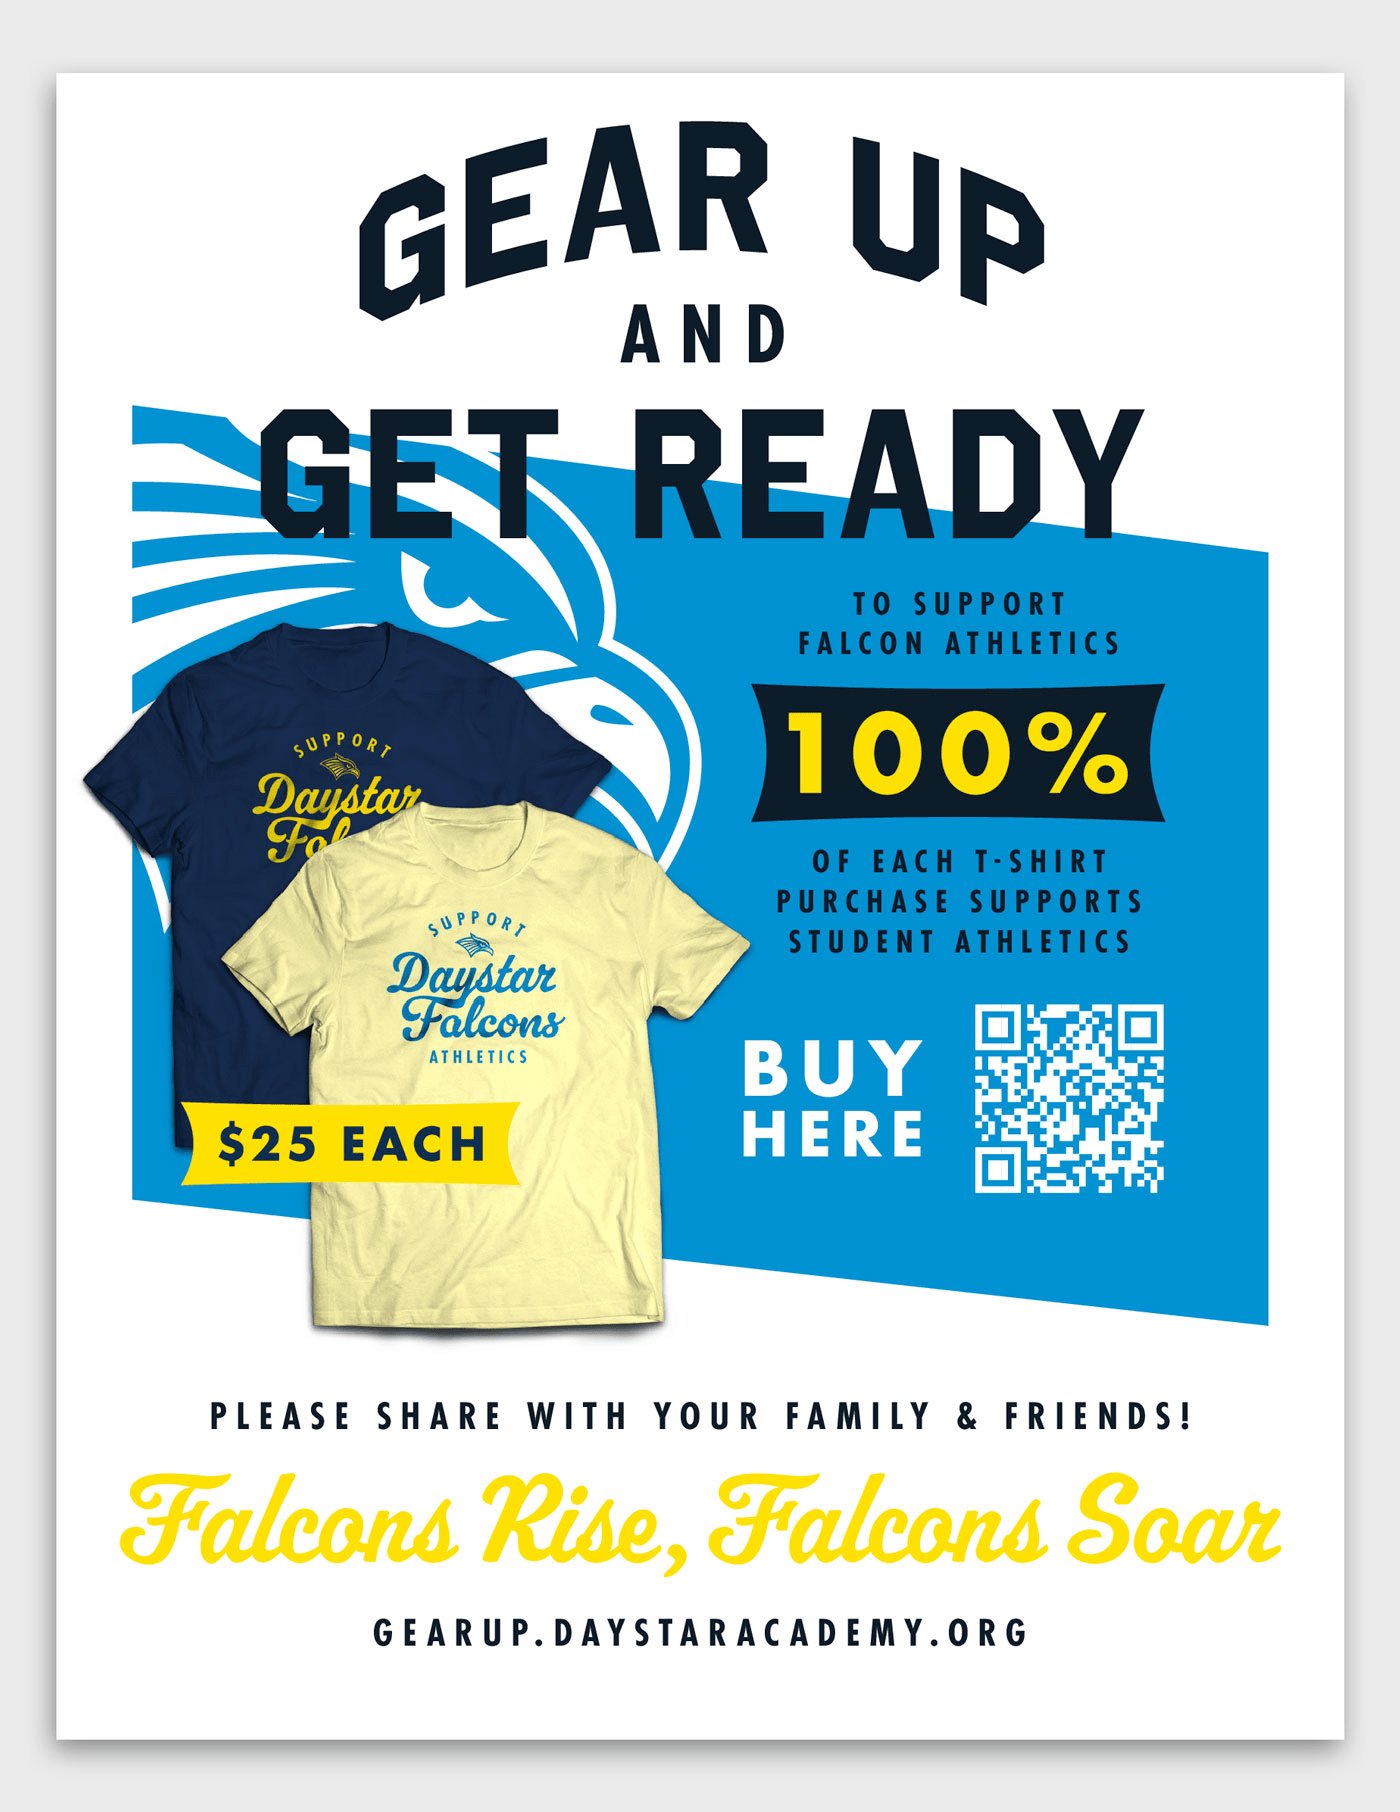 GEAR UP
AND
GET READY
TO SUPPORT
FALCON ATHLETICS
100%
OF EACH T-SHIRT
PURCHASE SUPPORTS
STUDENT ATHLETICS
BUY
HERE
SUPPORT
Daystar
SUPPORT
Daystar
Falcons
ATHLETICS
$25 EACH
PLEASE SHARE WITH YOUR FAMILY & FRIENDS!
Falcons Rise, Falcons Soar
GEARUP.DAYSTARACADEMY.ORG